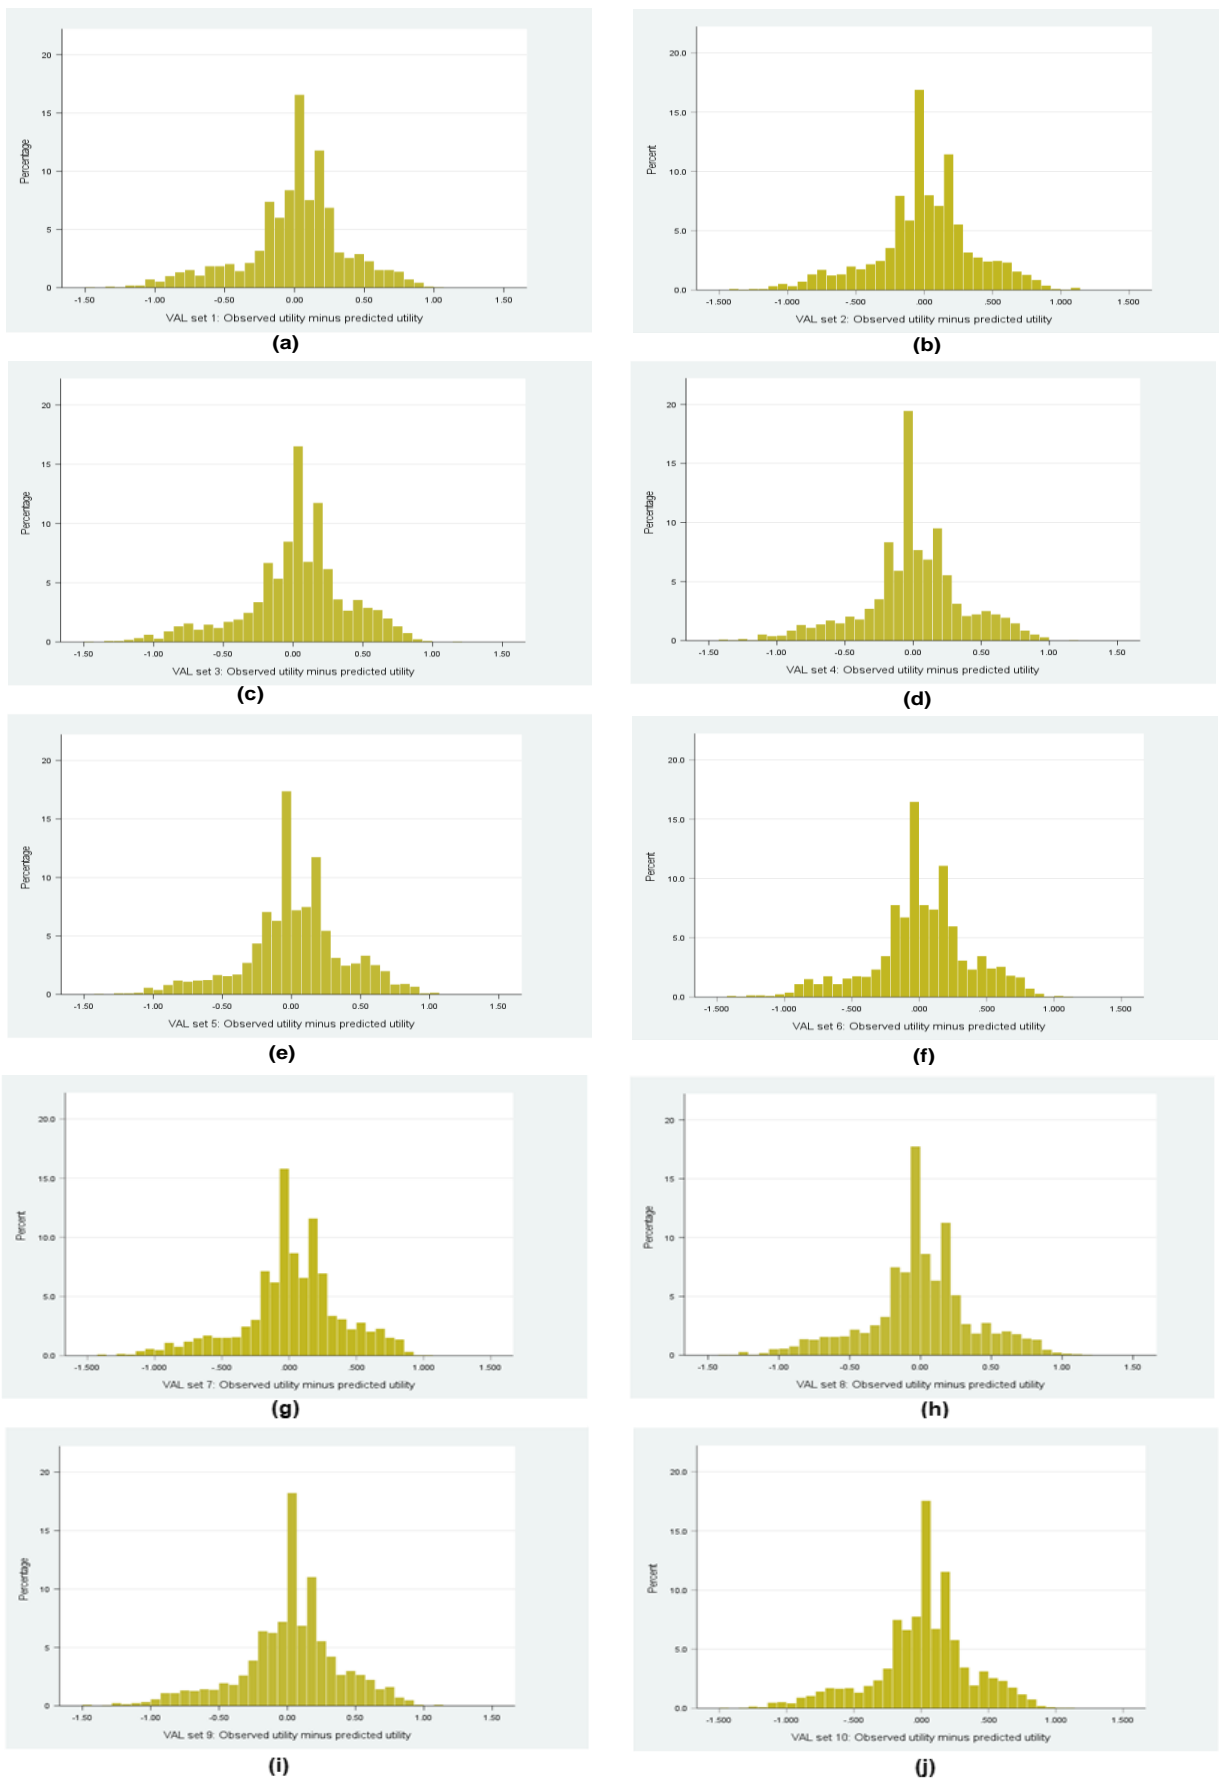 20
15
10
5
0
Percentage
-1.50 -1.00 -0.50 0.00 0.50 1.00 1.50
VAL set 1: Observed utility minus predicted utility
(a)
20.0
15.0
10.0
5.0
0.0
Percent
-1.500 -1.000 -.500 .000 .500 1.000 1.500
VAL set 2: Observed utility minus predicted utility
(b)
20
15
10
5
0
Percentage
-1.50 -1.00 -0.50 0.00 0.50 1.00 1.50
VAL set 3: Observed utility minus predicted utility
(c)
20
15
10
5
0
Percentage
-1.50 -1.00 -0.50 0.00 0.50 1.00 1.50
VAL set 4: Observed utility minus predicted utility
(d)
20
15
10
5
0
Percentage
-1.50 -1.00 -0.50 0.00 0.50 1.00 1.50
VAL set 5: Observed utility minus predicted utility
(e)
20.0
15.0
10.0
5.0
0.0
Percent
-1.500 -1.000 -.500 .000 .500 1.000 1.500
VAL set 6: Observed utility minus predicted utility
(f)
20.0
15.0
10.0
5.0
0.0
Percent
-1.500 -1.000 -.500 .000 .500 1.000 1.500
VAL set 7: Observed utility minus predicted utility
(g)
20
15
10
5
0
Percentage
-1.50 -1.00 -0.50 0.00 0.50 1.00 1.50
VAL set 8: Observed utility minus predicted utility
(h)
20
15
10
5
0
Percentage
-1.50 -1.00 -0.50 0.00 0.50 1.00 1.50
VAL set 9: Observed utility minus predicted utility
(i)
20.0
15.0
10.0
5.0
0.0
Percent
-1.500 -1.000 -.500 .000 .500 1.000 1.500
VAL set 10: Observed utility minus predicted utility
(j)